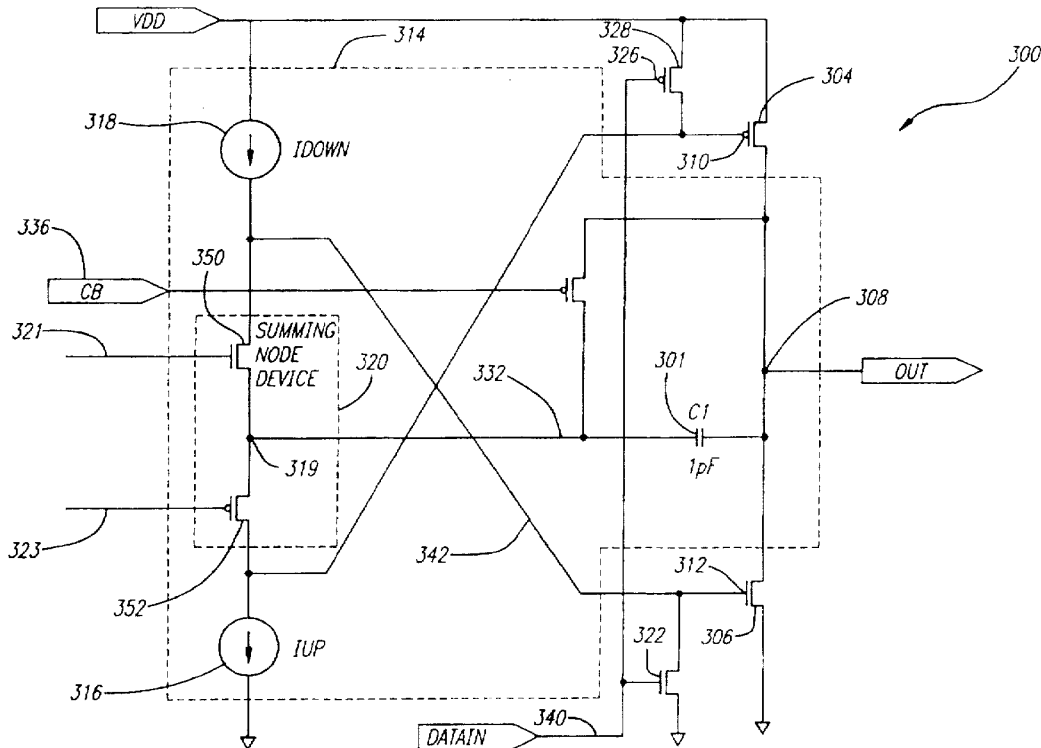 VDD
314
328
326
304
300
318
IDOWN
310
336
CB
350
308
321
SUMMING
NODE
DEVICE
320
332
301
C1
OUT
319
1pF
323
342
312
352
322
306
IUP
316
340
DATAIN